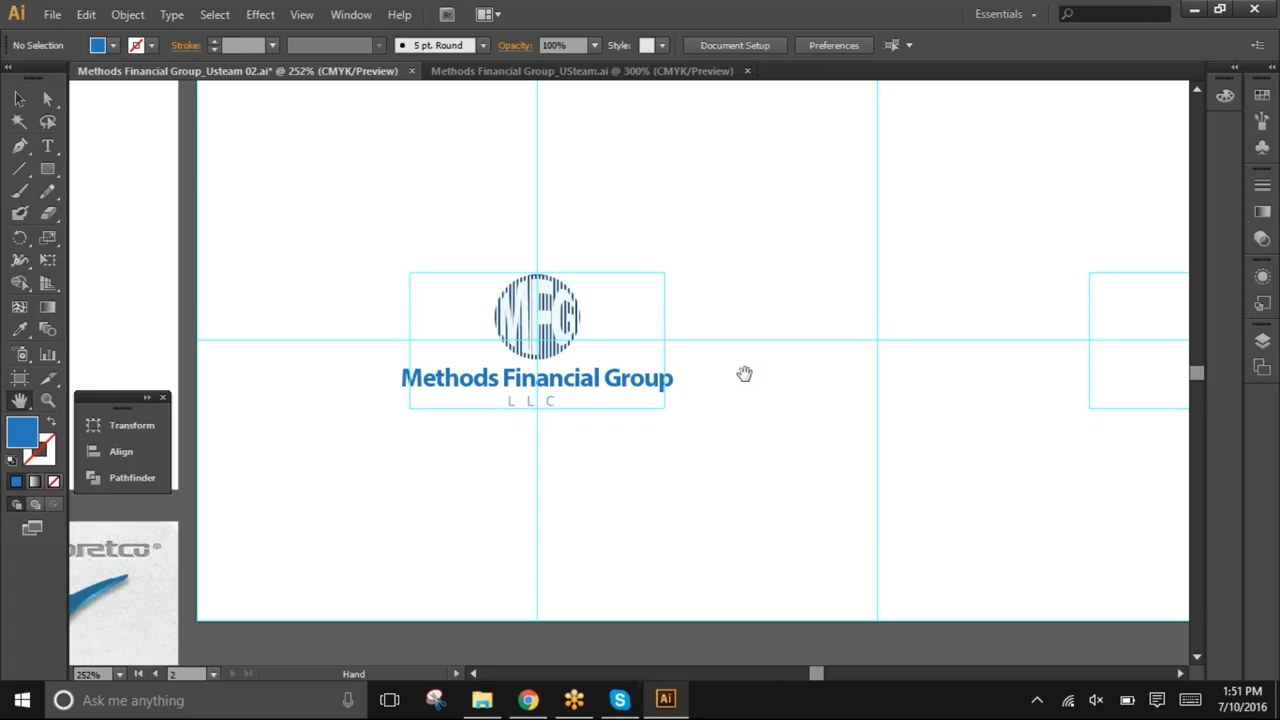 Ai File Edit Object Type Select Effect View Window Help Br Essentials
No Selection Stroke: 5 pt. Round Opacity: 100% Style: Document Setup Preferences
Methods Financial Group_Usteam 02.ai* @ 252% (CMYK/Preview) × Methods Financial Group_USteam.ai @ 300% (CMYK/Preview) ×
MFG
Methods Financial Group
L L C
Transform
Align
Pathfinder
oretco®
252% 2 Hand
Ask me anything
Ai
1:51 PM
7/10/2016